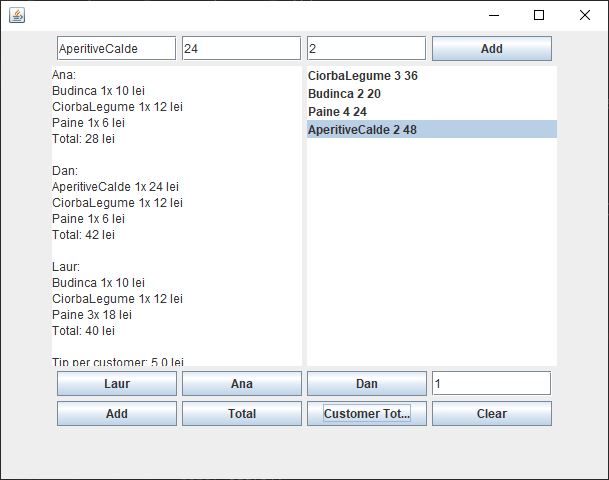 AperitiveCalde 24 2 Add
Ana:
Budinca 1x 10 lei
CiorbaLegume 1x 12 lei
Paine 1x 6 lei
Total: 28 lei
Dan:
AperitiveCalde 1x 24 lei
CiorbaLegume 1x 12 lei
Paine 1x 6 lei
Total: 42 lei
Laur:
Budinca 1x 10 lei
CiorbaLegume 1x 12 lei
Paine 3x 18 lei
Total: 40 lei
Tip per customer: 5.0 lei
CiorbaLegume 3 36
Budinca 2 20
Paine 4 24
AperitiveCalde 2 48
Laur Ana Dan 1
Add Total Customer Tot... Clear